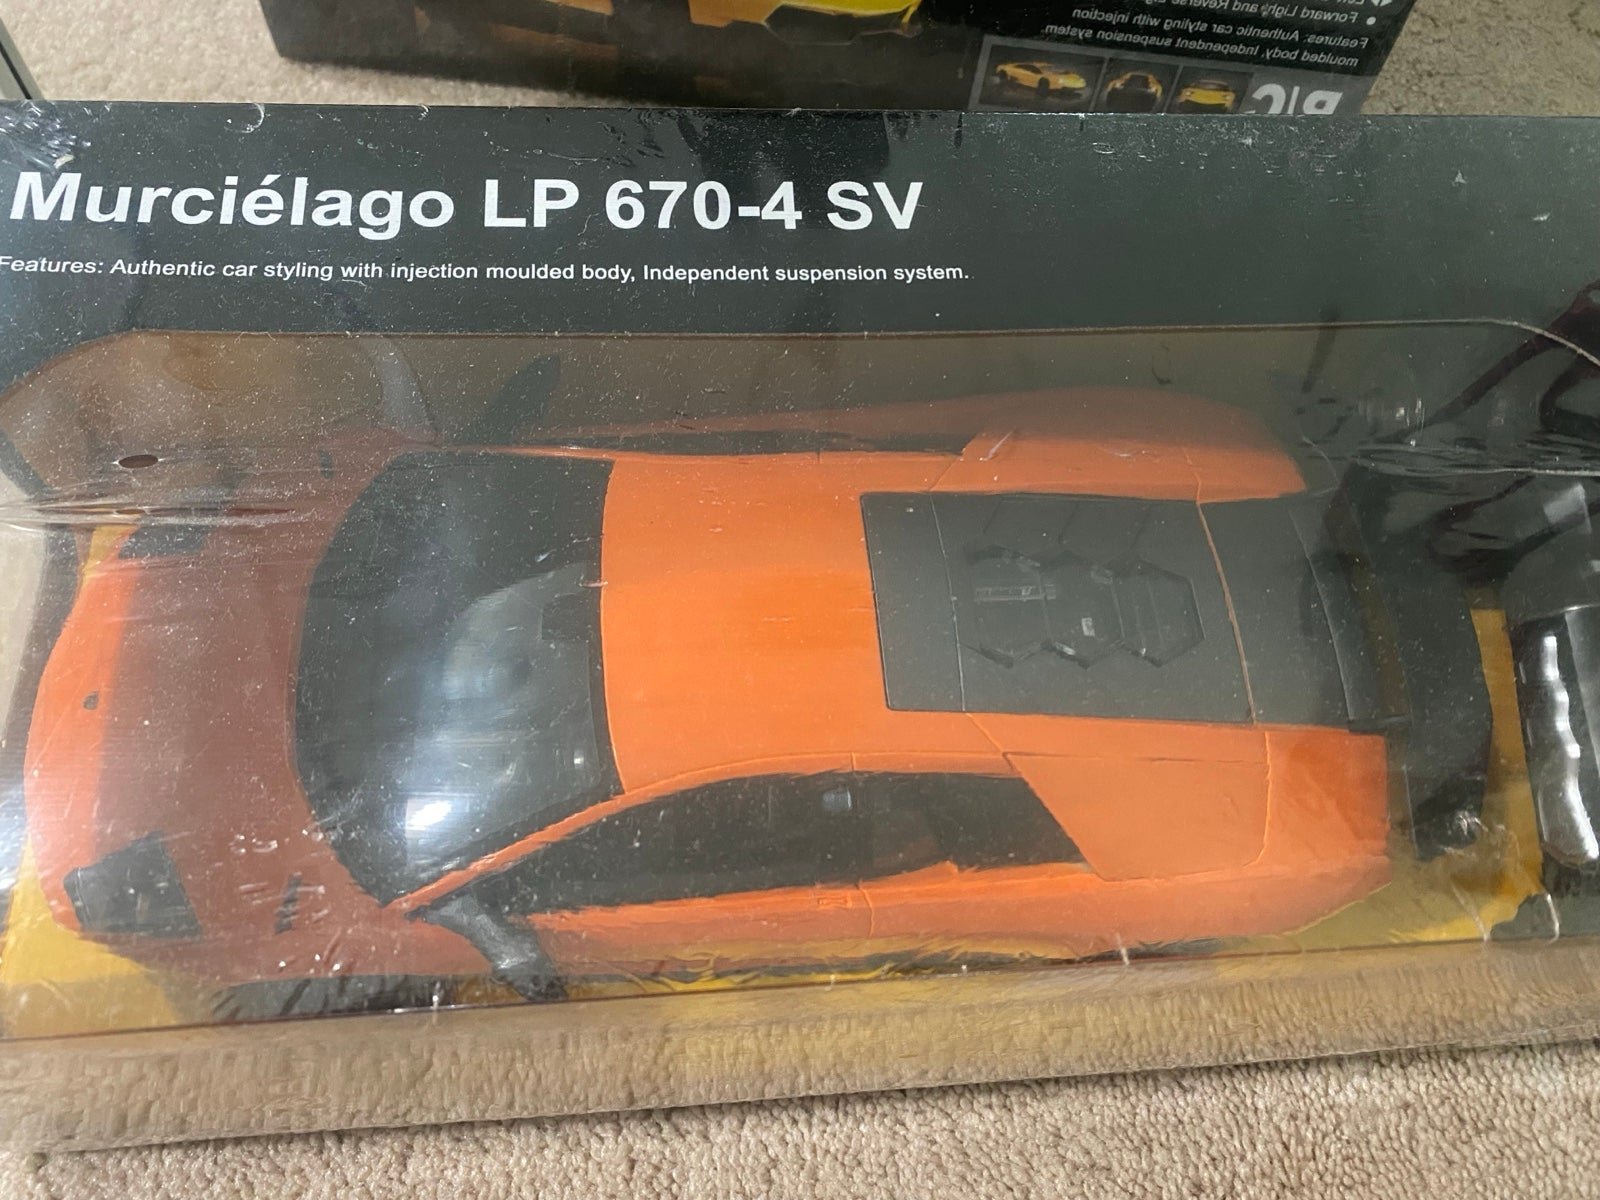 Forward Light and Reverse
Features: Authentic car styling with injection
moulded body, Independent suspension system.
R/C
Murciélago LP 670-4 SV
Features: Authentic car styling with injection moulded body, Independent suspension system.